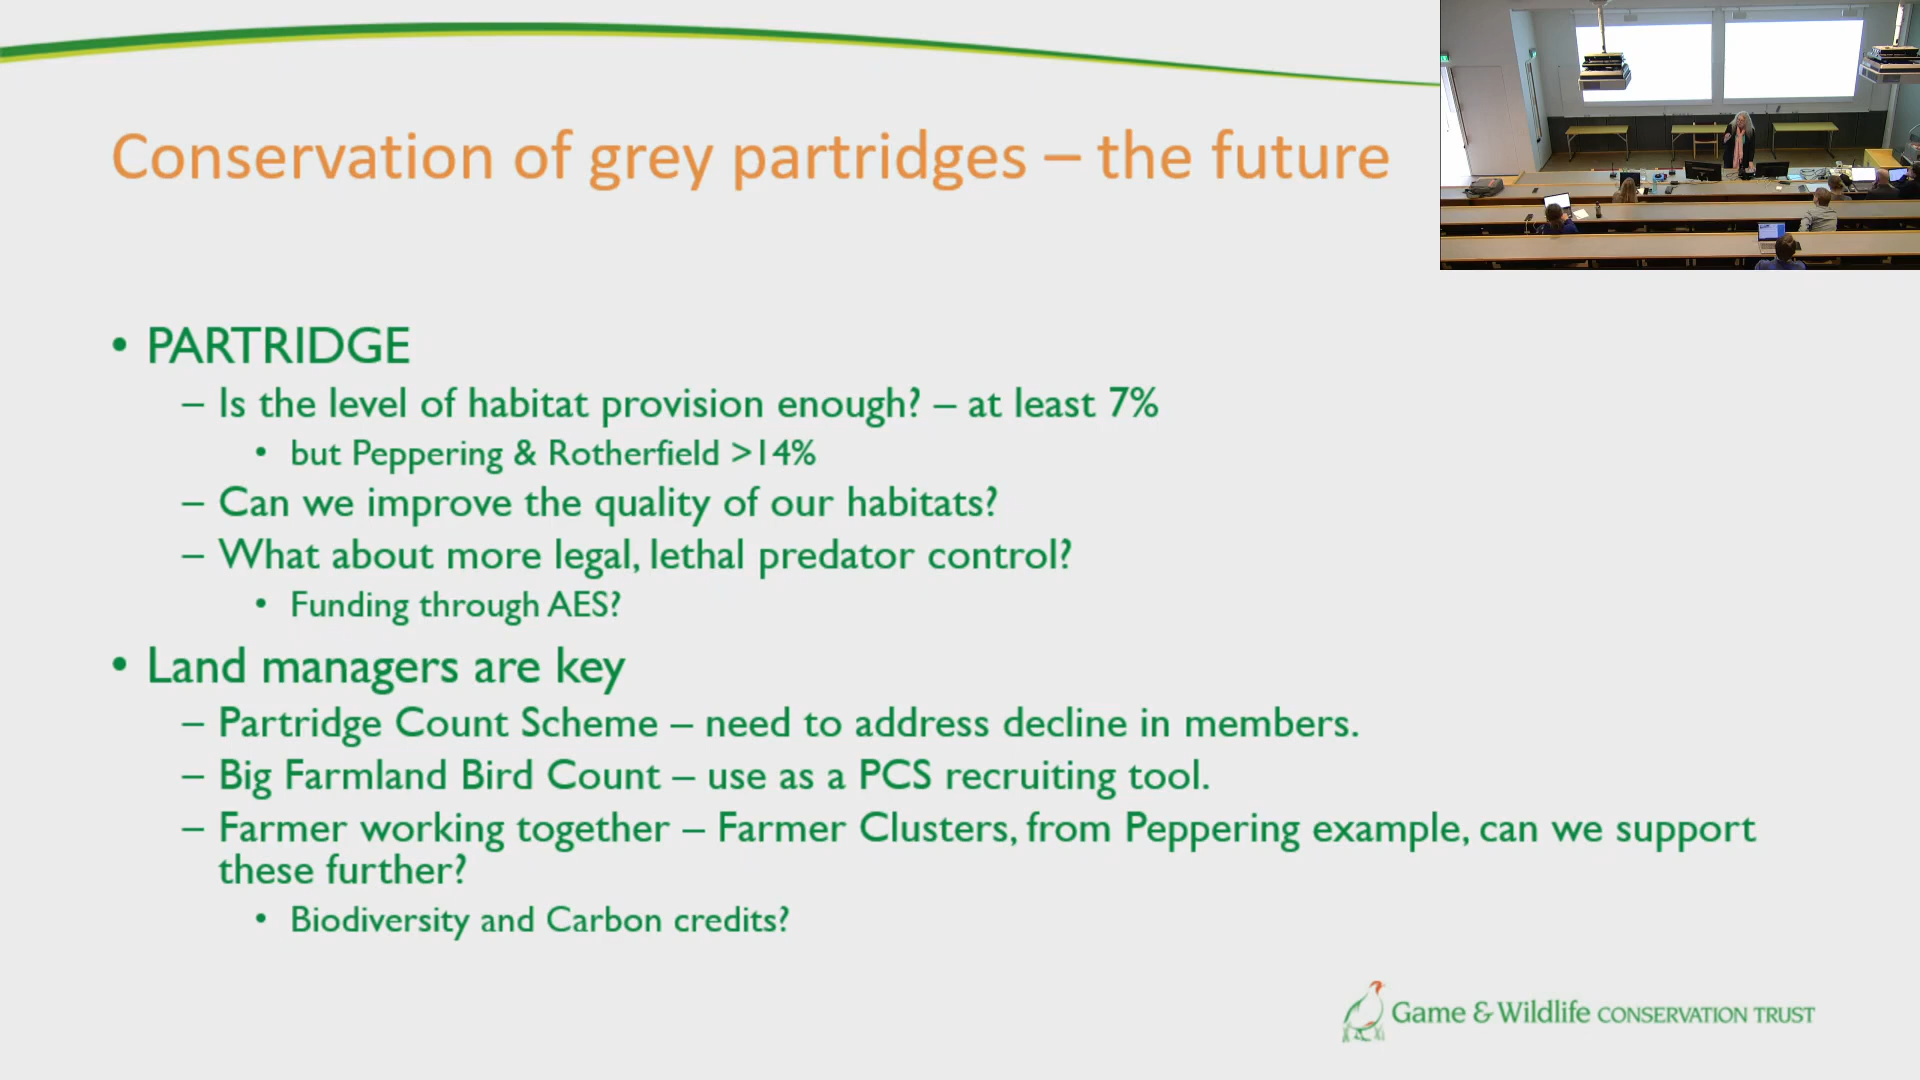 Conservation of grey partridges – the future
• PARTRIDGE
– Is the level of habitat provision enough? – at least 7%
• but Peppering & Rotherfield >14%
– Can we improve the quality of our habitats?
– What about more legal, lethal predator control?
• Funding through AES?
• Land managers are key
– Partridge Count Scheme – need to address decline in members.
– Big Farmland Bird Count – use as a PCS recruiting tool.
– Farmer working together – Farmer Clusters, from Peppering example, can we support
these further?
• Biodiversity and Carbon credits?
Game & Wildlife CONSERVATION TRUST